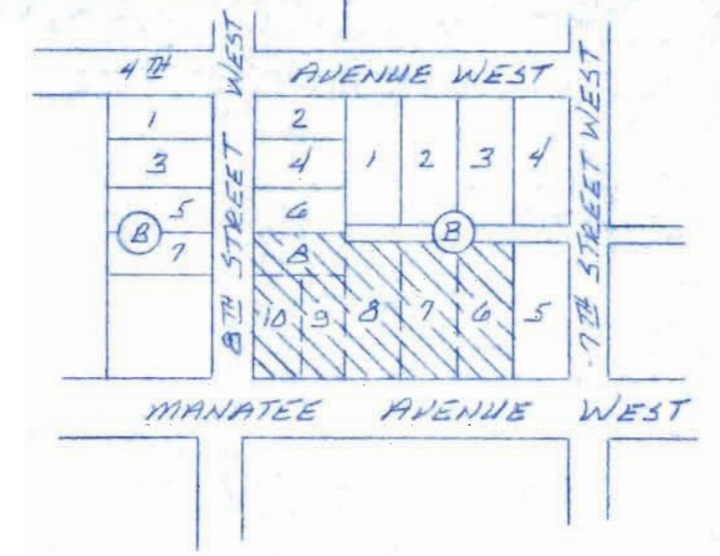 4TH AVENUE WEST
8TH STREET WEST
7TH STREET WEST
1
3
5
7
B
2
4
6
8
1 2 3 4
B
10 9 8 7 6 5
MANATEE AVENUE WEST